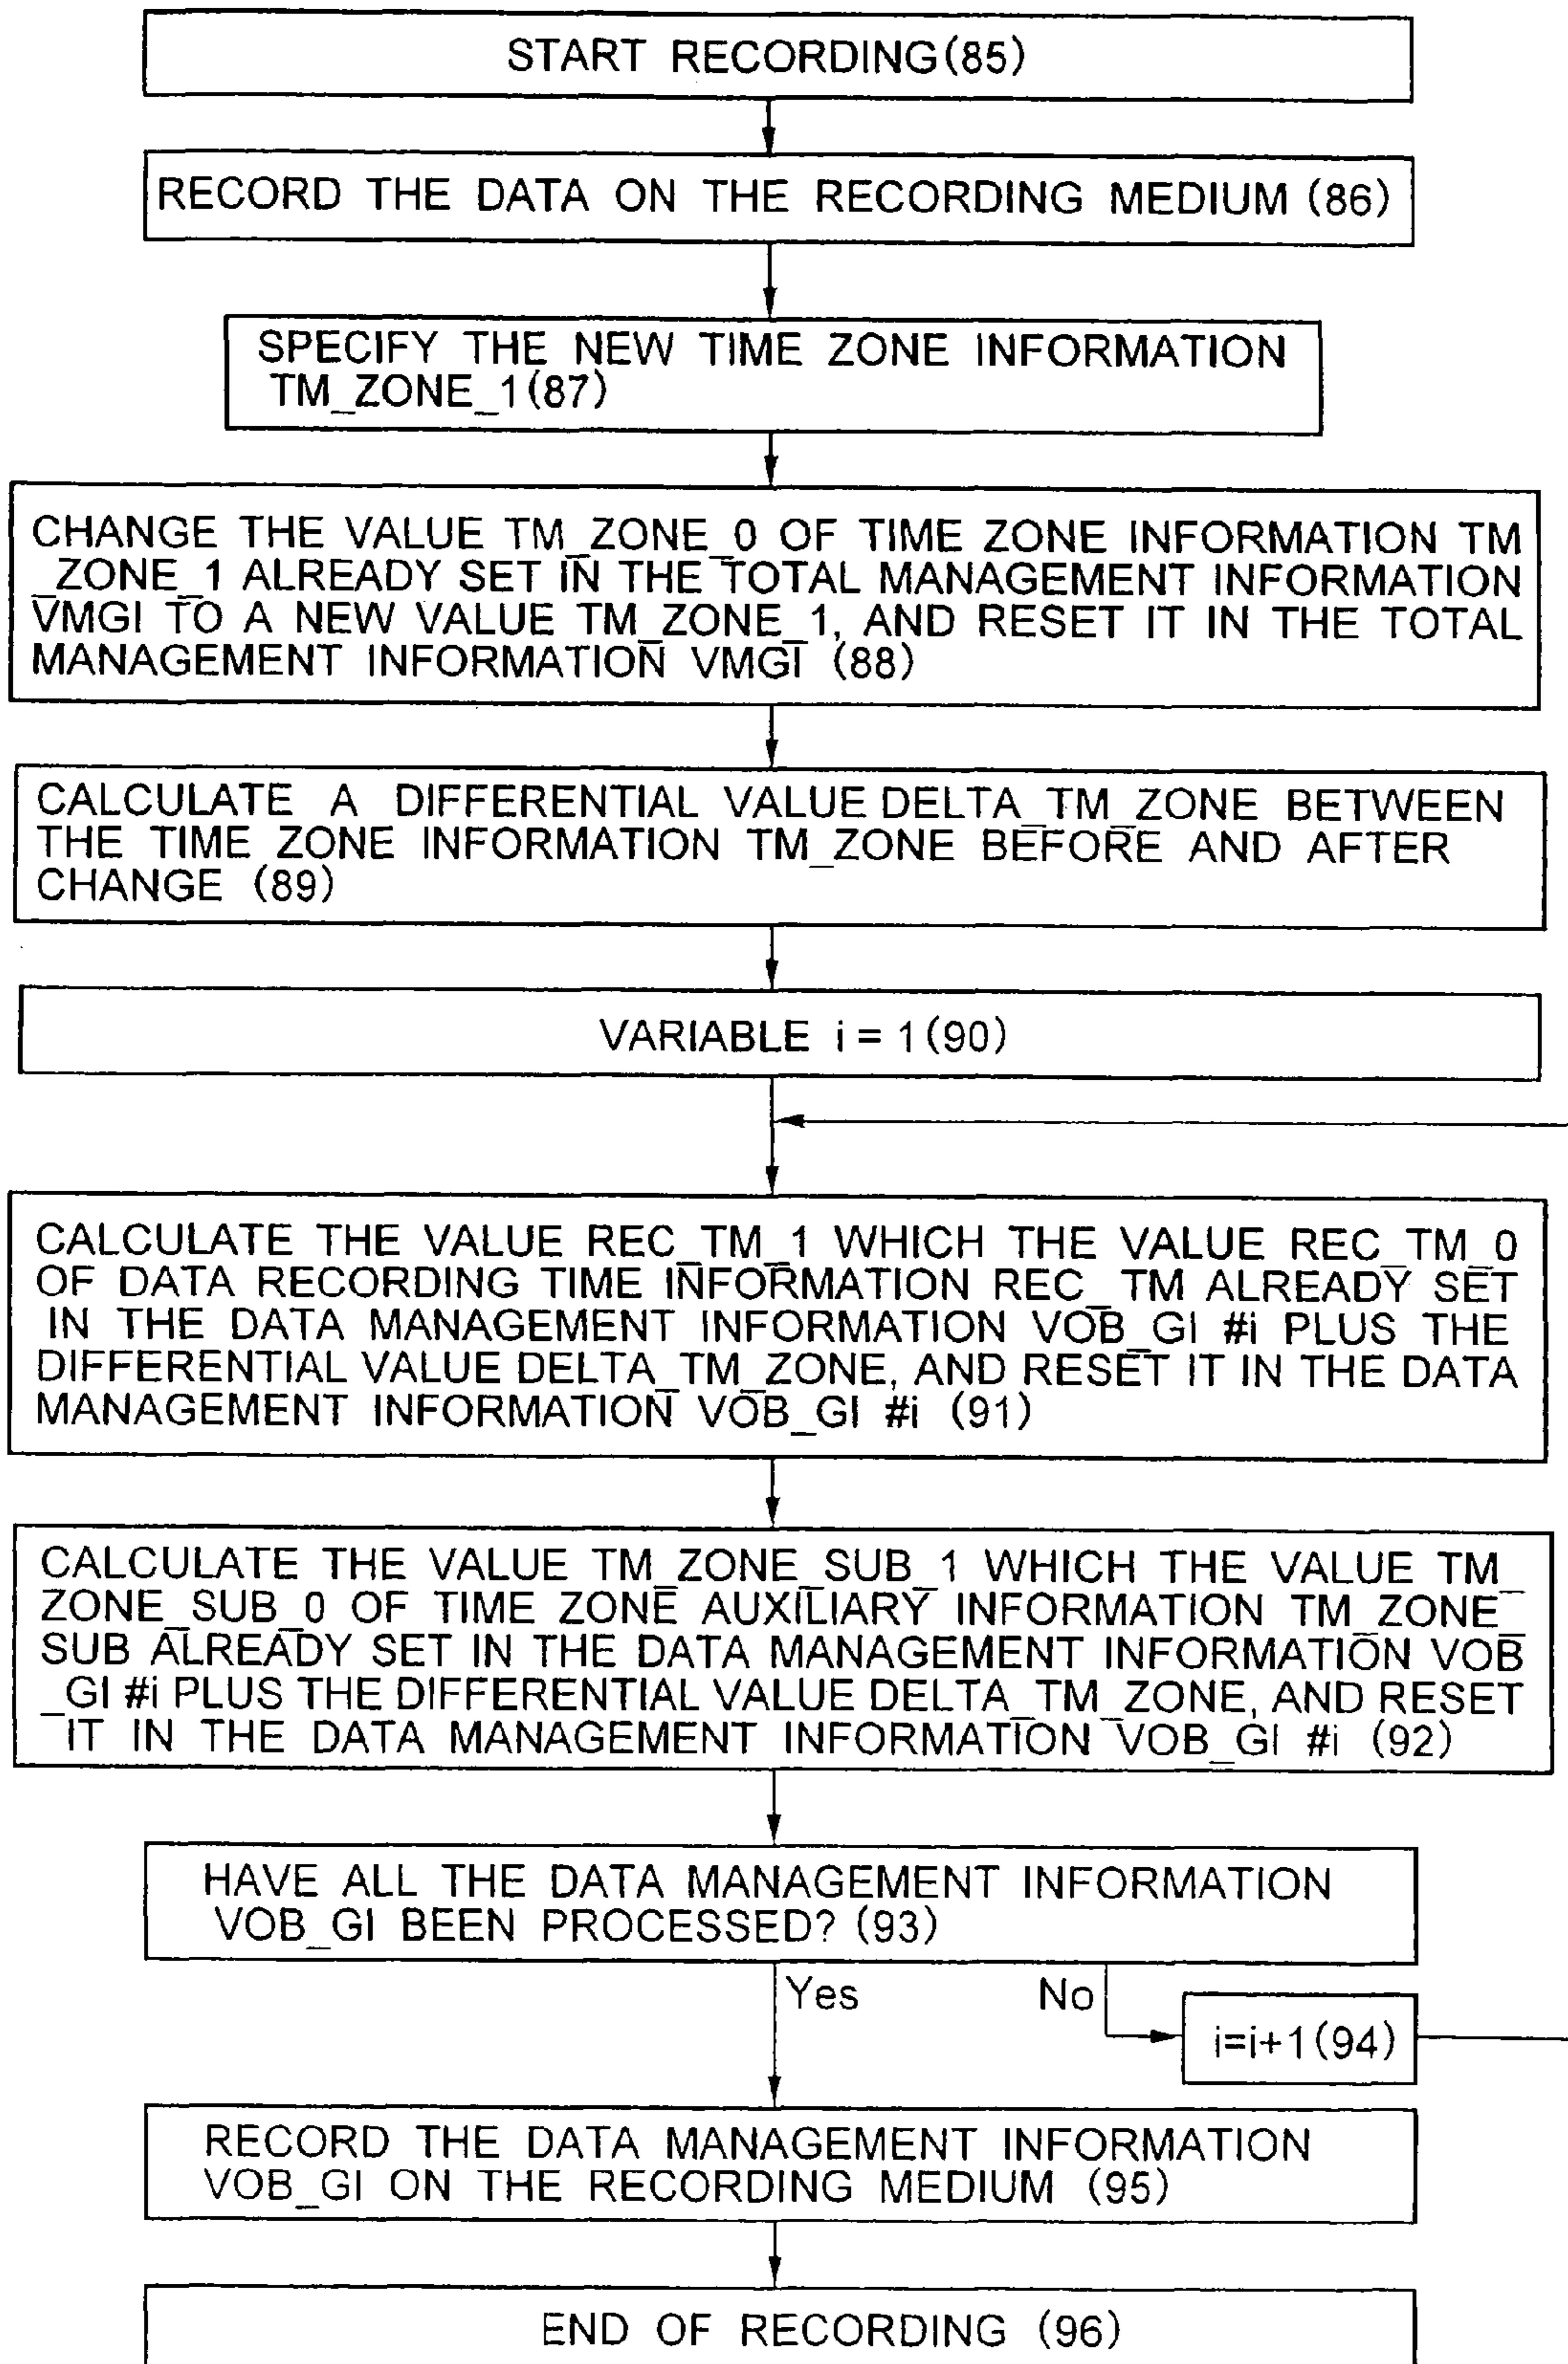 START RECORDING(85)
RECORD THE DATA ON THE RECORDING MEDIUM (86)
SPECIFY THE NEW TIME ZONE INFORMATION
TM_ZONE_1(87)
CHANGE THE VALUE TM_ZONE_0 OF TIME ZONE INFORMATION TM
_ZONE_1 ALREADY SET IN THE TOTAL MANAGEMENT INFORMATION
VMGI TO A NEW VALUE TM_ZONE_1, AND RESET IT IN THE TOTAL
MANAGEMENT INFORMATION VMGI (88)
CALCULATE A DIFFERENTIAL VALUE DELTA_TM_ZONE BETWEEN
THE TIME ZONE INFORMATION TM_ZONE BEFORE AND AFTER
CHANGE (89)
VARIABLE i = 1(90)
CALCULATE THE VALUE REC_TM_1 WHICH THE VALUE REC_TM_0
OF DATA RECORDING TIME INFORMATION REC_TM ALREADY SET
IN THE DATA MANAGEMENT INFORMATION VOB_GI #i PLUS THE
DIFFERENTIAL VALUE DELTA_TM_ZONE, AND RESET IT IN THE DATA
MANAGEMENT INFORMATION VOB_GI #i (91)
CALCULATE THE VALUE TM_ZONE_SUB_1 WHICH THE VALUE TM_
ZONE_SUB_0 OF TIME ZONE AUXILIARY INFORMATION TM_ZONE_
SUB ALREADY SET IN THE DATA MANAGEMENT INFORMATION VOB
_GI #i PLUS THE DIFFERENTIAL VALUE DELTA_TM_ZONE, AND RESET
IT IN THE DATA MANAGEMENT INFORMATION VOB_GI #i (92)
HAVE ALL THE DATA MANAGEMENT INFORMATION
VOB_GI BEEN PROCESSED? (93)
Yes
No
i=i+1(94)
RECORD THE DATA MANAGEMENT INFORMATION
VOB_GI ON THE RECORDING MEDIUM (95)
END OF RECORDING (96)